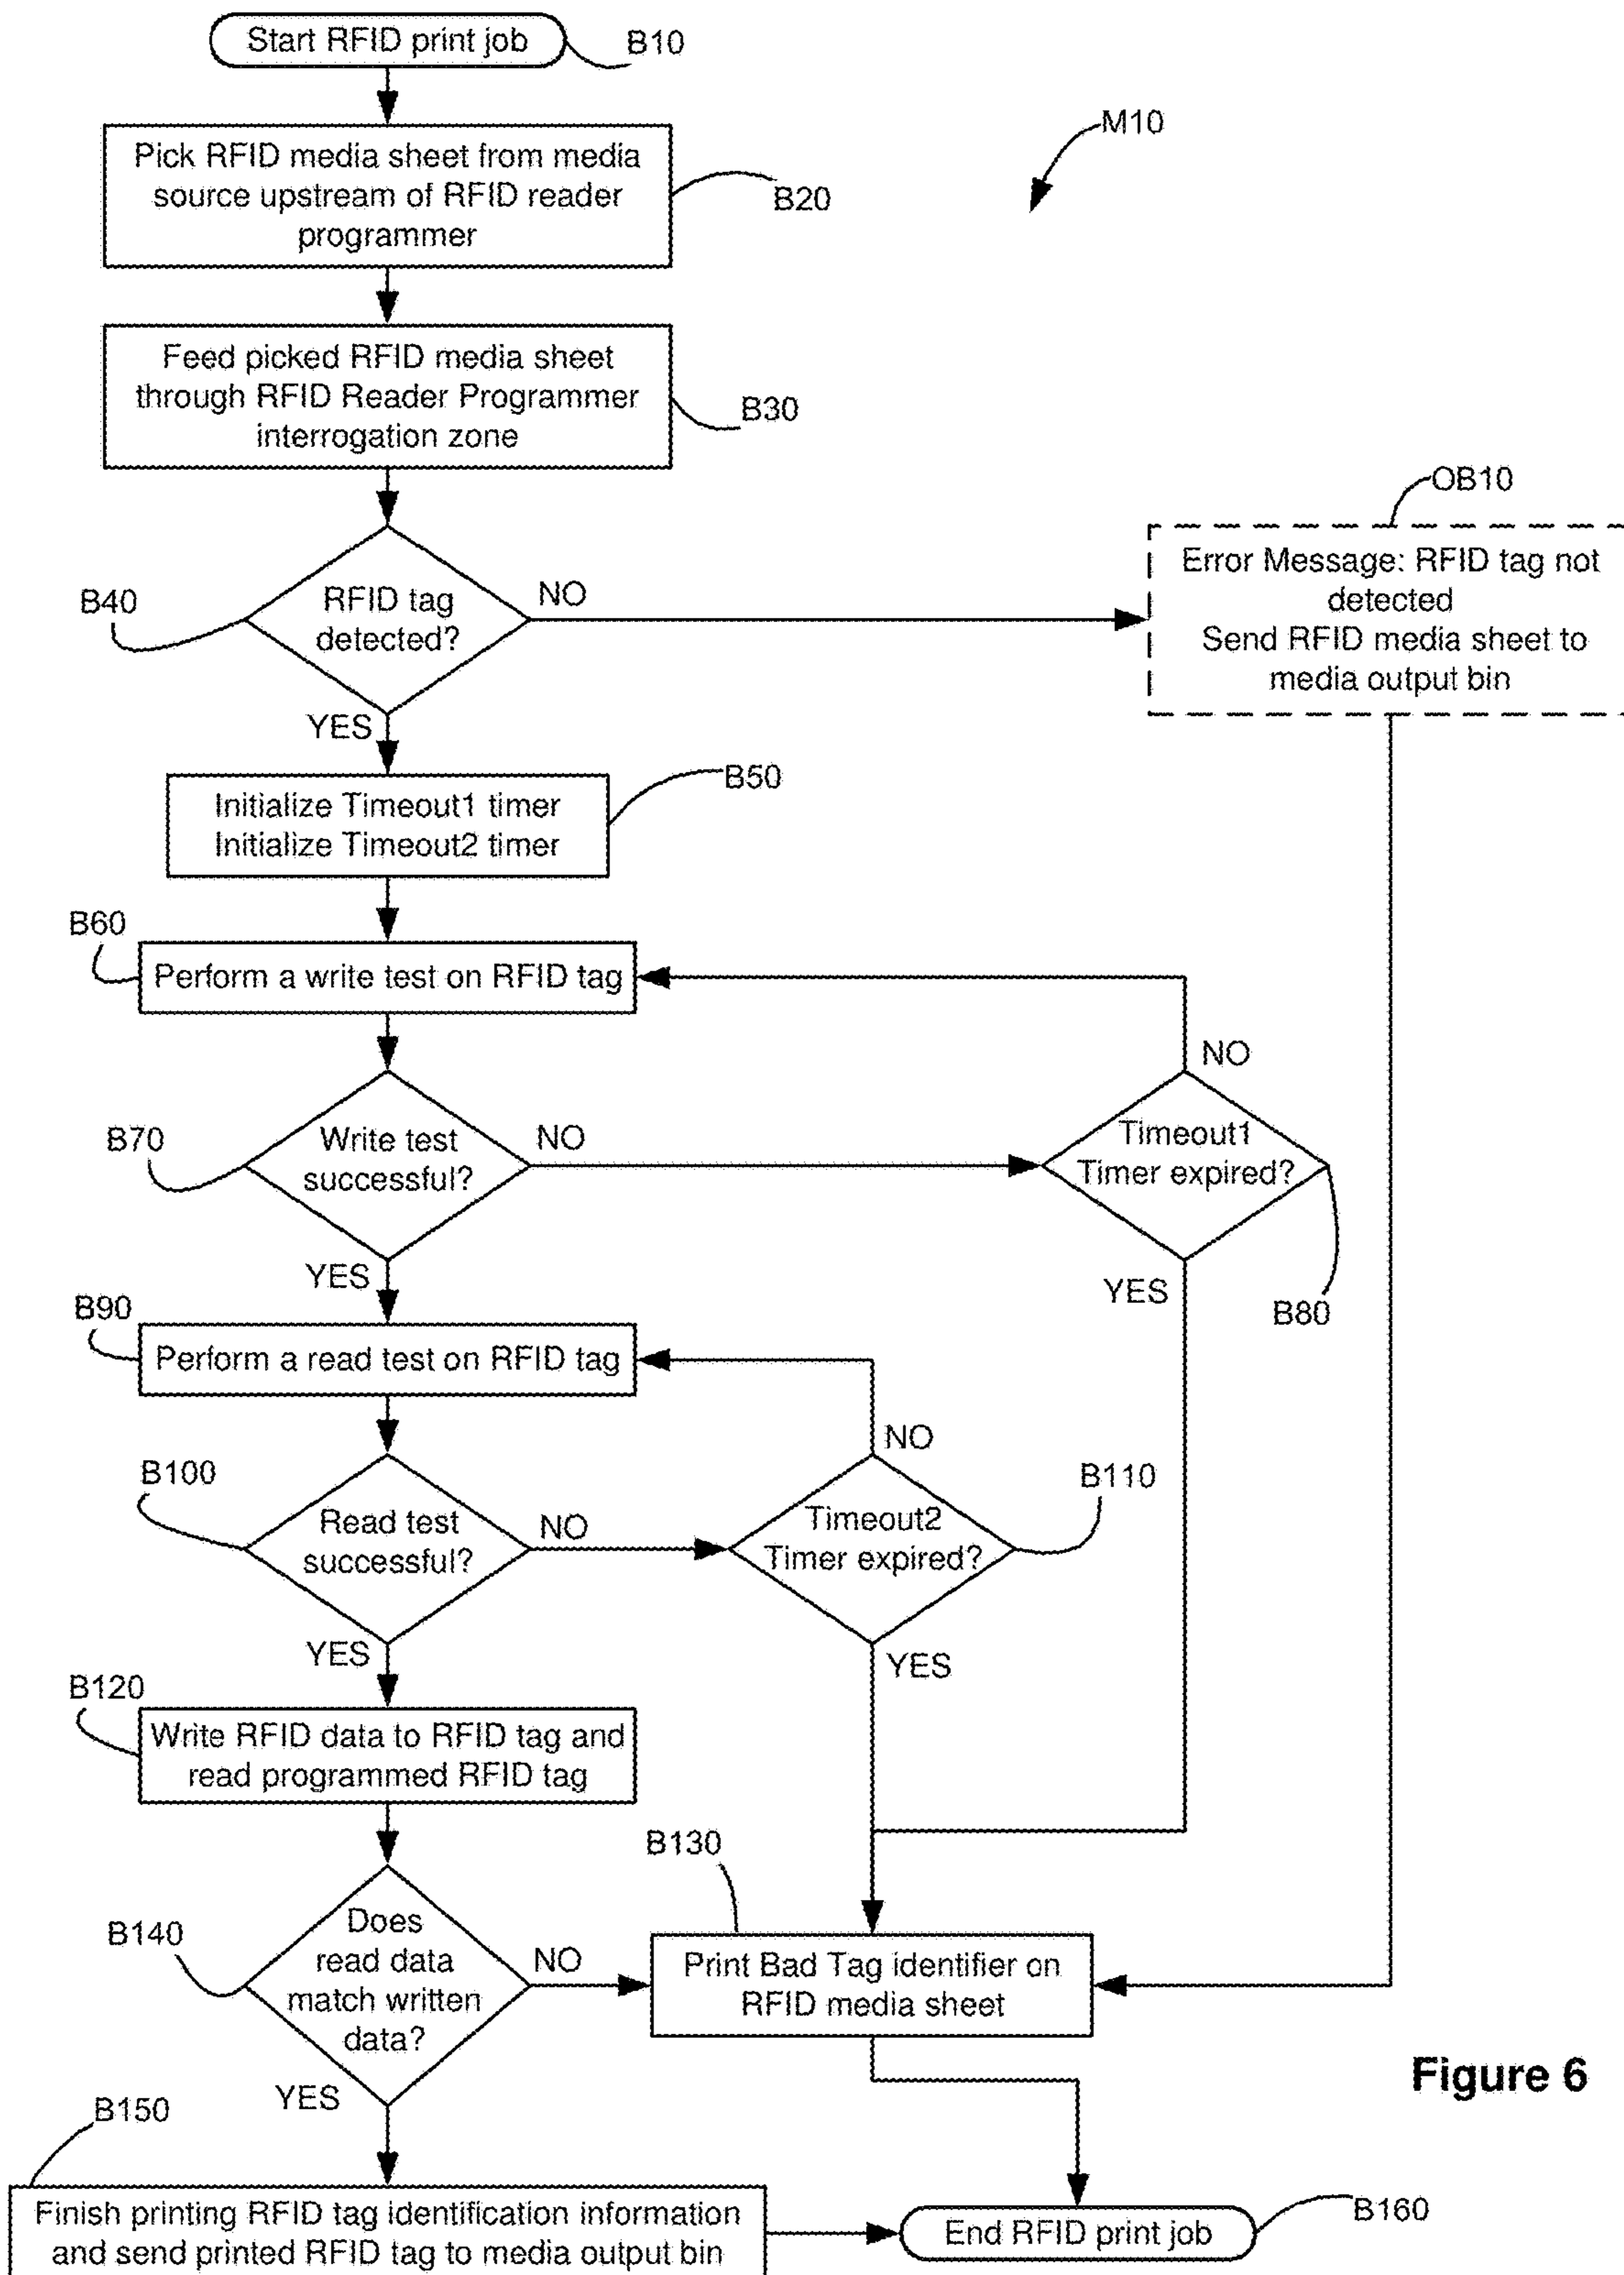 Start RFID print job
B10
M10
Pick RFID media sheet from media
source upstream of RFID reader
programmer
B20
Feed picked RFID media sheet
through RFID Reader Programmer
interrogation zone
B30
OB10
Error Message: RFID tag not
detected
Send RFID media sheet to
media output bin
B40
RFID tag
detected?
NO
YES
B50
Initialize Timeout1 timer
Initialize Timeout2 timer
B60
Perform a write test on RFID tag
NO
B70
Write test
successful?
NO
Timeout1
Timer expired?
YES
YES
B80
B90
Perform a read test on RFID tag
NO
B100
Read test
successful?
NO
Timeout2
Timer expired?
B110
YES
YES
B120
Write RFID data to RFID tag and
read programmed RFID tag
B130
B140
Does
read data
match written
data?
NO
Print Bad Tag identifier on
RFID media sheet
YES
Figure 6
B150
Finish printing RFID tag identification information
and send printed RFID tag to media output bin
End RFID print job
B160